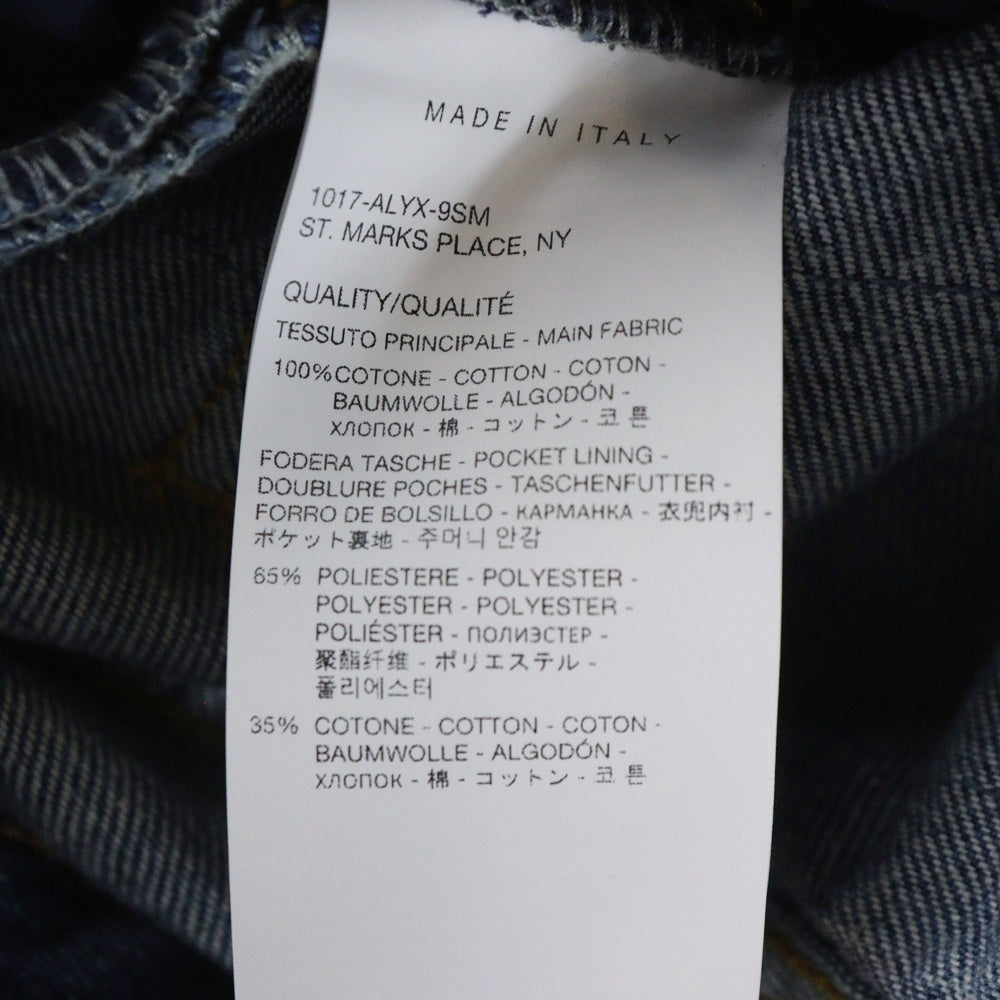 MADE IN ITALY
1017-ALYX-9SM
ST. MARKS PLACE, NY
QUALITY/QUALITÉ
TESSUTO PRINCIPALE - MAIN FABRIC
100%COTONE - COTTON - COTON -
BAUMWOLLE - ALGODÓN -
ХЛОПОК - 棉 - コットン - 코튼
FODERA TASCHE - POCKET LINING -
DOUBLURE POCHES - TASCHENFUTTER -
FORRO DE BOLSILLO - КАРМАНКА - 衣兜内衬 -
ポケット裏地 - 주머니 안감
65% POLIESTERE - POLYESTER -
POLYESTER - POLYESTER -
POLIÉSTER - ПОЛИЭСТЕР -
聚酯纤维 - ポリエステル -
폴리에스터
35% COTONE - COTTON - COTON -
BAUMWOLLE - ALGODÓN -
ХЛОПОК - 棉 - コットン - 코튼